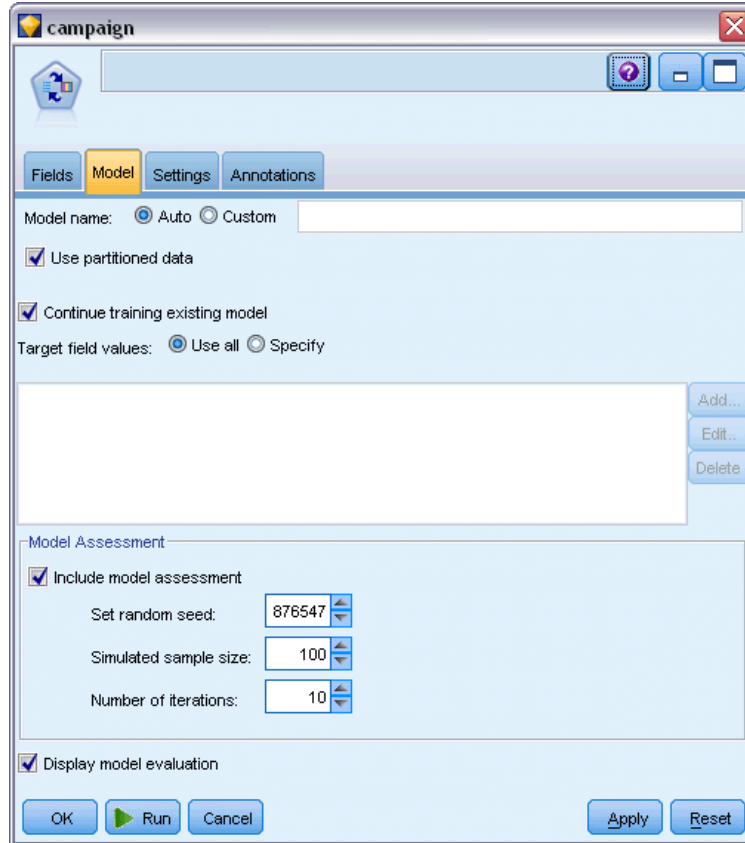 campaign
Fields Model Settings Annotations
Model name: Auto Custom
Use partitioned data
Continue training existing model
Target field values: Use all Specify
Add...
Edit..
Delete
Model Assessment
Include model assessment
Set random seed: 876547
Simulated sample size: 100
Number of iterations: 10
Display model evaluation
OK Run Cancel Apply Reset